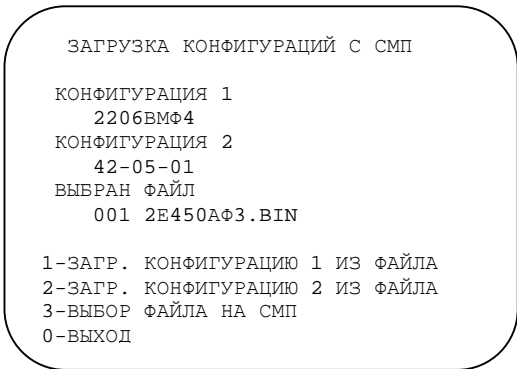 ЗАГРУЗКА КОНФИГУРАЦИЙ С СМП
КОНФИГУРАЦИЯ 1
2206ВМФ4
КОНФИГУРАЦИЯ 2
42-05-01
ВЫБРАН ФАЙЛ
001 2Е450АФ3.BIN
1-ЗАГР. КОНФИГУРАЦИЮ 1 ИЗ ФАЙЛА
2-ЗАГР. КОНФИГУРАЦИЮ 2 ИЗ ФАЙЛА
3-ВЫБОР ФАЙЛА НА СМП
0-ВЫХОД